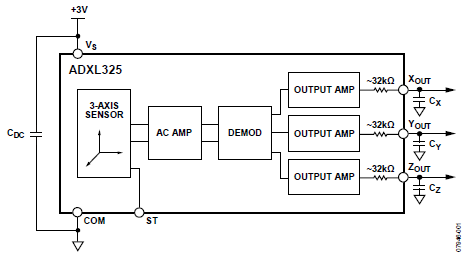 +3V
VS
ADXL325
3-AXIS
SENSOR
AC AMP
DEMOD
OUTPUT AMP
OUTPUT AMP
OUTPUT AMP
~32kΩ
~32kΩ
~32kΩ
XOUT
CX
YOUT
CY
ZOUT
CZ
CDC
COM
ST
07946-001